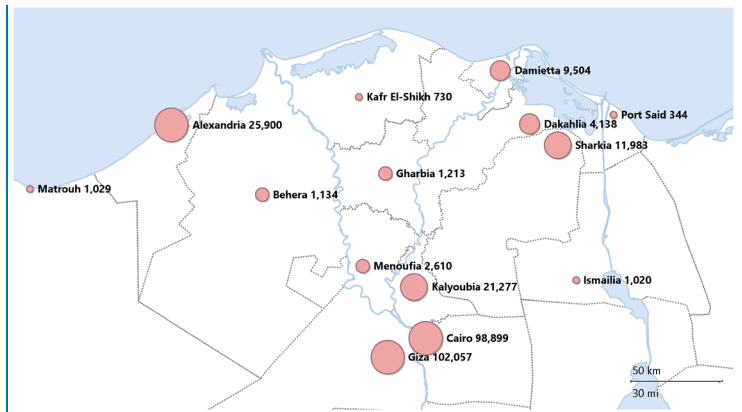 Damietta 9,504
Kafr El-Shikh 730
Port Said 344
Alexandria 25,900
Dakahlia 4,138
Sharkia 11,983
Gharbia 1,213
Matrouh 1,029
Behera 1,134
Menoufia 2,610
Ismailia 1,020
Kalyoubia 21,277
Cairo 98,899
Giza 102,057
50 km
30 mi